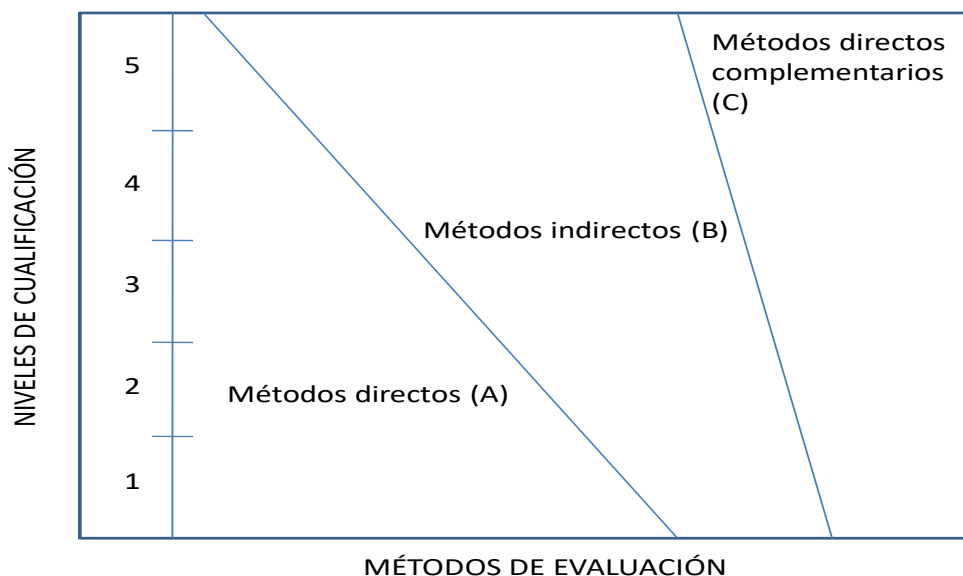 Métodos directos
complementarios
(C)
5
4
3
2
1
Métodos indirectos (B)
Métodos directos (A)
NIVELES DE CUALIFICACIÓN
MÉTODOS DE EVALUACIÓN